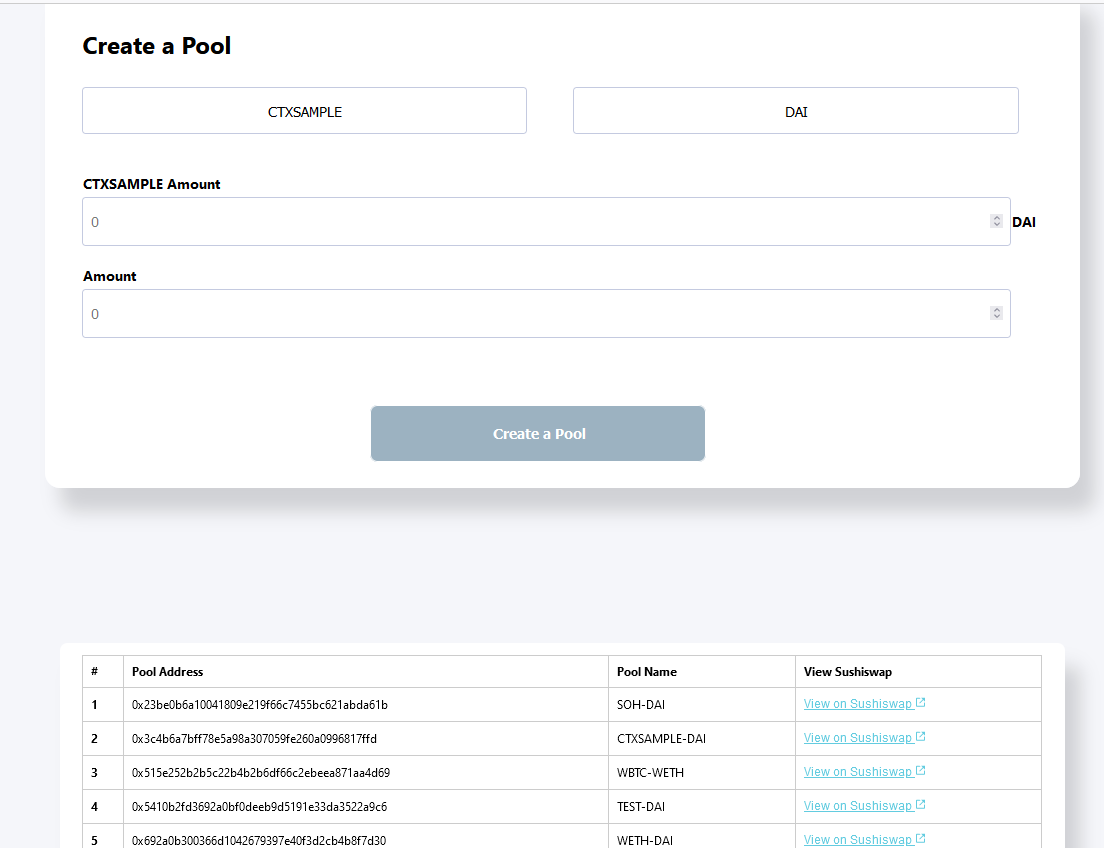 Create a Pool
CTXSAMPLE DAI
CTXSAMPLE Amount
0 DAI
Amount
0
Create a Pool
# Pool Address Pool Name View Sushiswap
1 0x23be0b6a10041809e219f66c7455bc621abda61b SOH-DAI View on Sushiswap
2 0x3c4b6a7bff78e5a98a307059fe260a0996817ffd CTXSAMPLE-DAI View on Sushiswap
3 0x515e252b2b5c22b4b2b6df66c2ebeea871aa4d69 WBTC-WETH View on Sushiswap
4 0x5410b2fd3692a0bf0deeb9d5191e33da3522a9c6 TEST-DAI View on Sushiswap
5 0x692a0b300366d1042679397e40f3d2cb4b8f7d30 WETH-DAI View on Sushiswap